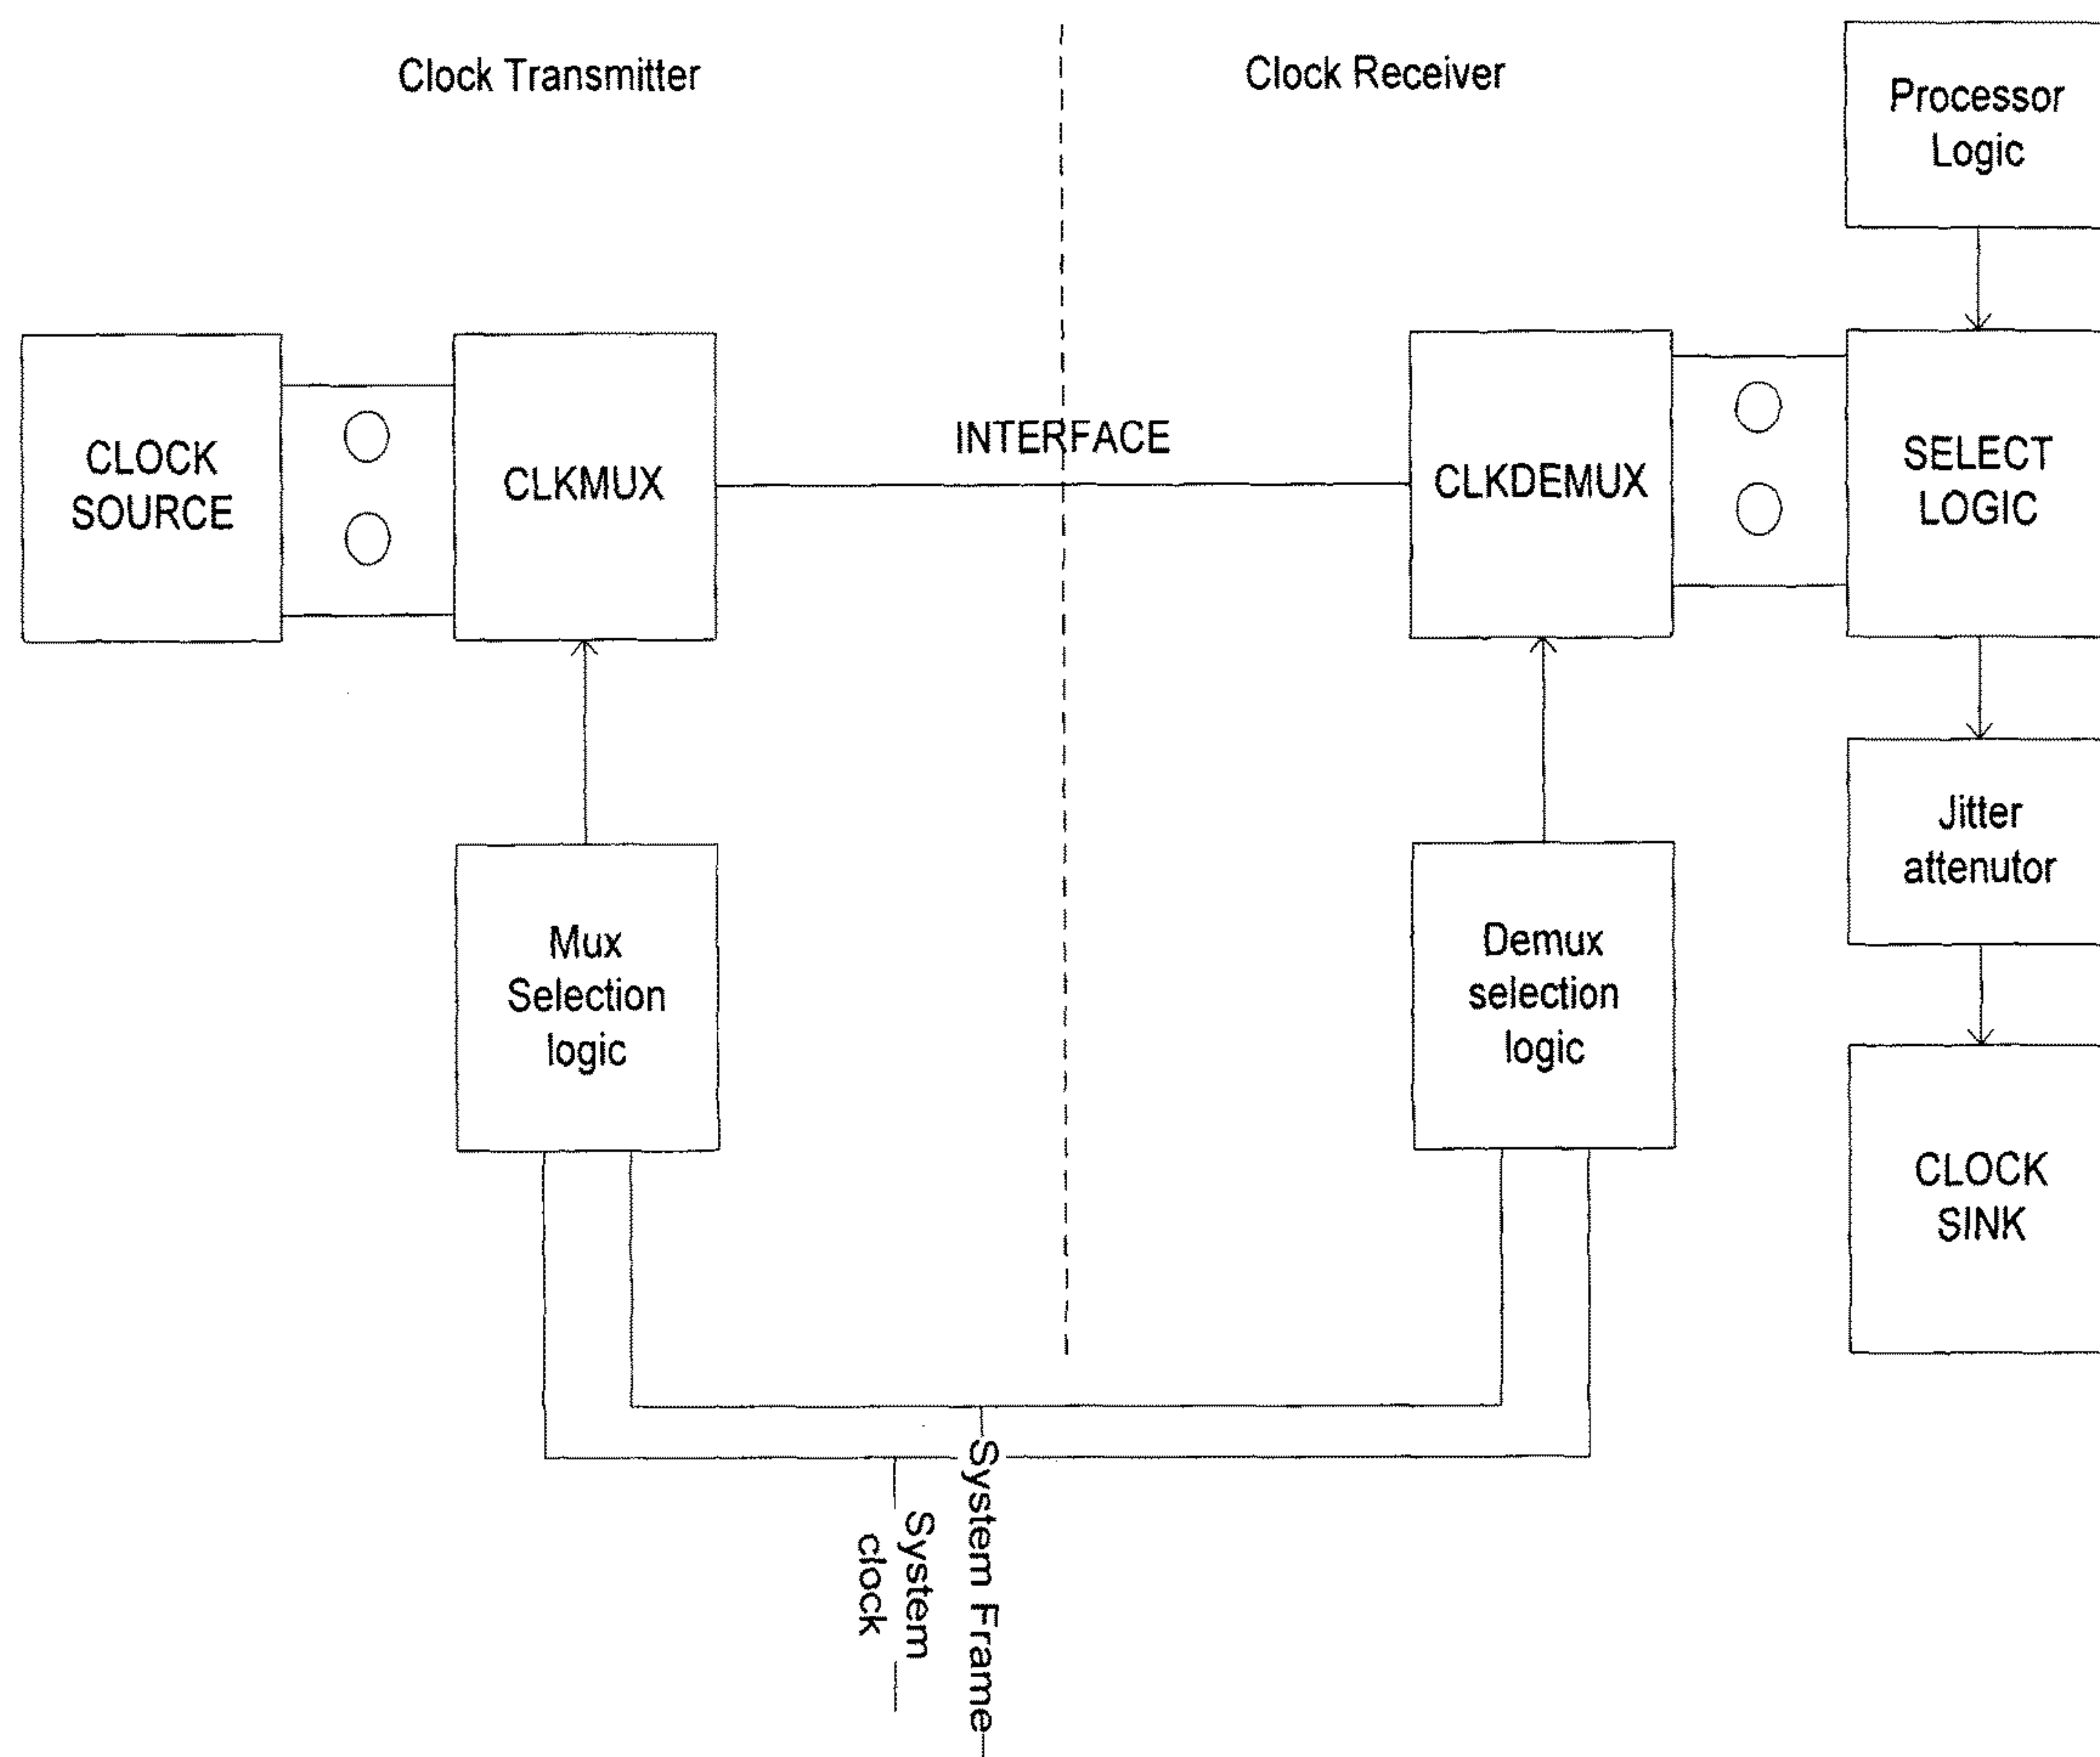 Clock Transmitter
Clock Receiver
Processor
Logic
CLOCK
SOURCE
CLKMUX
INTERFACE
CLKDEMUX
SELECT
LOGIC
Mux
Selection
logic
Demux
selection
logic
Jitter
attenutor
CLOCK
SINK
System
clock
System Frame